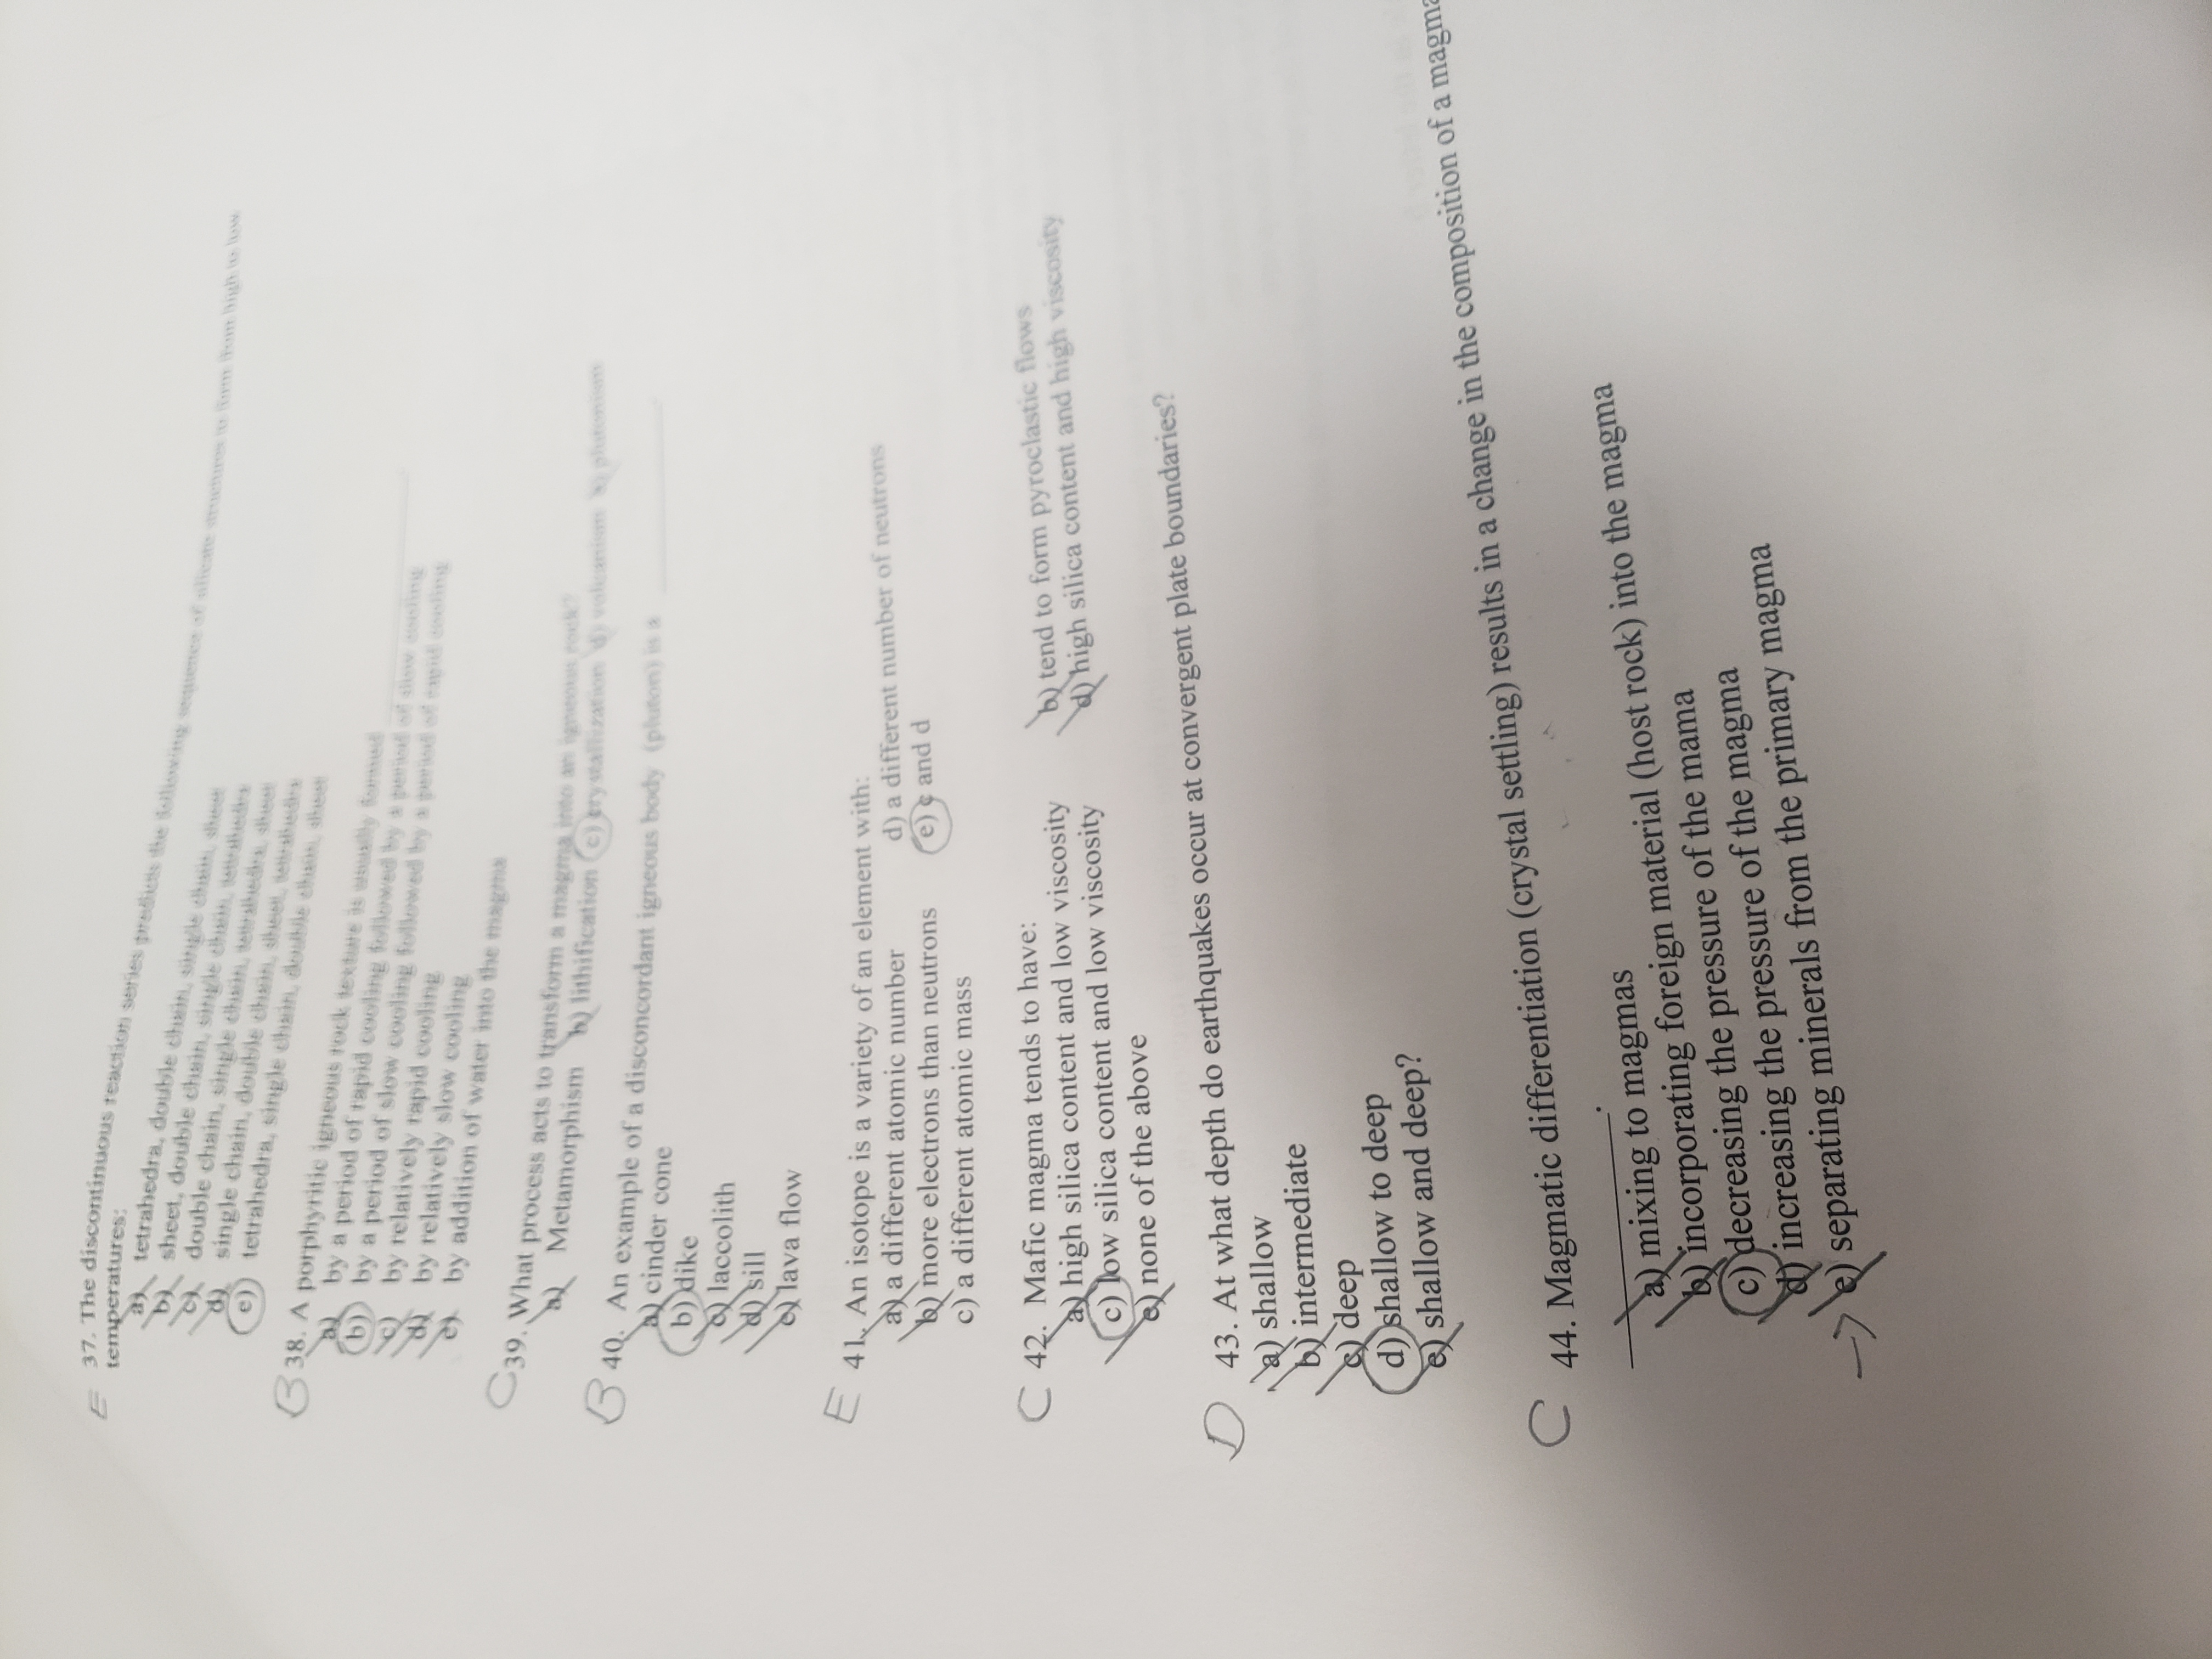 E 37. The discontinuous reaction series predicts the following sequence of silicate structures to form from high to low
temperatures:
a) tetrahedra, double chain, single chain, sheet
b) sheet, double chain, single chain, tetrahedra
c) double chain, single chain, tetrahedra, sheet
d) single chain, double chain, sheet, tetrahedra
e) tetrahedra, single chain, double chain, sheet
B 38. A porphyritic igneous rock texture is usually formed
a) by a period of rapid cooling followed by a period of slow cooling
b) by a period of slow cooling followed by a period of rapid cooling
c) by relatively rapid cooling
d) by relatively slow cooling
e) by addition of water into the magma
C 39. What process acts to transform a magma into an igneous rock?
a) Metamorphism b) lithification c) crystallization d) volcanism e) plutonism
B 40. An example of a disconcordant igneous body (pluton) is a
a) cinder cone
b) dike
c) laccolith
d) sill
e) lava flow
E 41. An isotope is a variety of an element with:
a) a different atomic number d) a different number of neutrons
b) more electrons than neutrons e) c and d
c) a different atomic mass
C 42. Mafic magma tends to have:
a) high silica content and low viscosity b) tend to form pyroclastic flows
c) low silica content and low viscosity d) high silica content and high viscosity
e) none of the above
D 43. At what depth do earthquakes occur at convergent plate boundaries?
a) shallow
b) intermediate
c) deep
d) shallow to deep
e) shallow and deep?
C 44. Magmatic differentiation (crystal settling) results in a change in the composition of a magma
.
a) mixing to magmas
b) incorporating foreign material (host rock) into the magma
c) decreasing the pressure of the mama
d) increasing the pressure of the magma
→ e) separating minerals from the primary magma